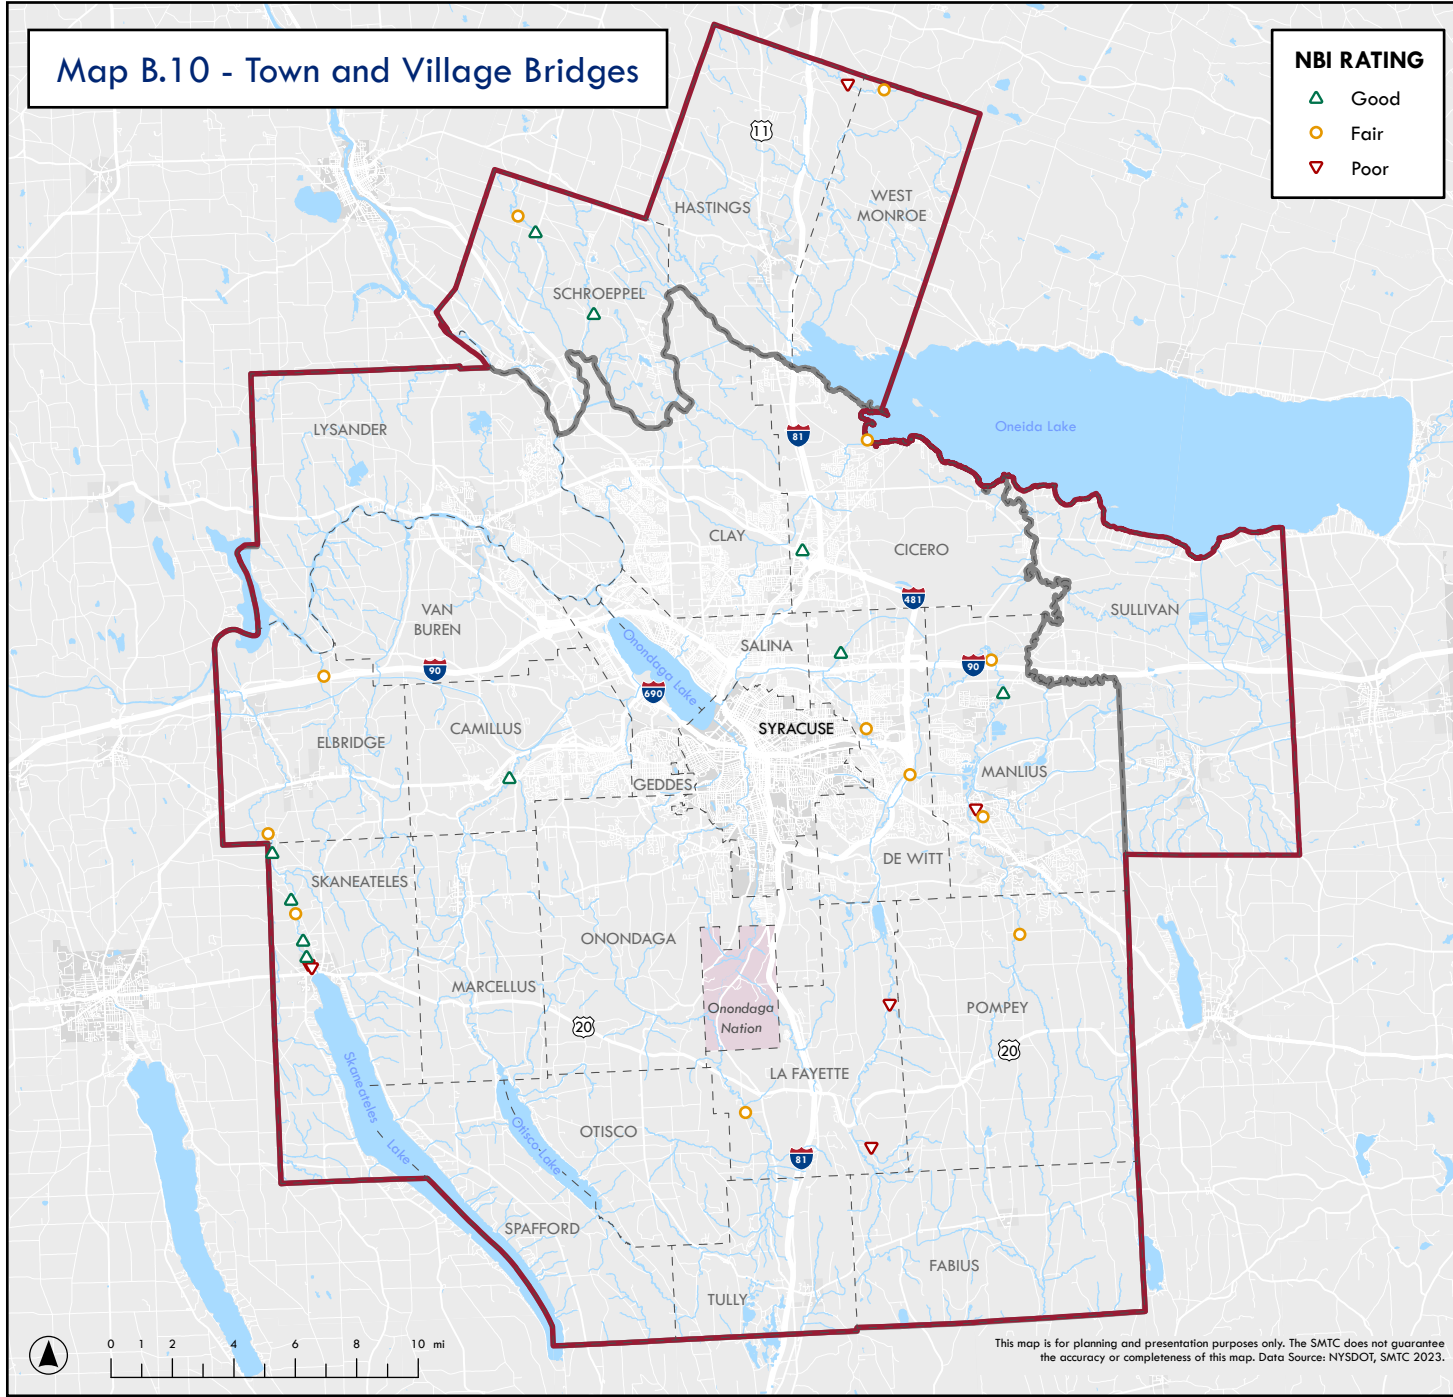 Map B.10 - Town and Village Bridges
NBI RATING
Good
Fair
Poor
11
HASTINGS
WEST
MONROE
SCHROEPPEL
LYSANDER
81
Oneida Lake
CLAY
CICERO
481
VAN
BUREN
SULLIVAN
SALINA
Onondaga Lake
90
90
690
CAMILLUS
SYRACUSE
ELBRIDGE
GEDDES
MANLIUS
DE WITT
SKANEATELES
ONONDAGA
MARCELLUS
Onondaga
Nation
POMPEY
20
20
LA FAYETTE
Skaneateles
Lake
Otisco Lake
OTISCO
81
SPAFFORD
FABIUS
TULLY
0 1 2 4 6 8 10 mi
This map is for planning and presentation purposes only. The SMTC does not guarantee
the accuracy or completeness of this map. Data Source: NYSDOT, SMTC 2023.